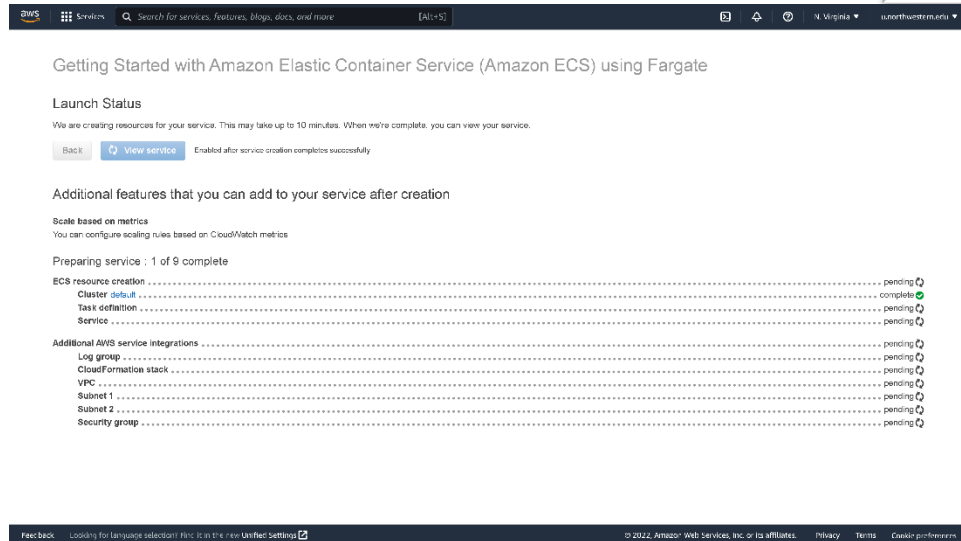 aws Services Search for services, features, blogs, docs, and more [Alt+S] N. Virginia u.northwestern.edu
Getting Started with Amazon Elastic Container Service (Amazon ECS) using Fargate
Launch Status
We are creating resources for your service. This may take up to 10 minutes. When we're complete, you can view your service.
Back View service Enabled after service creation completes successfully
Additional features that you can add to your service after creation
Scale based on metrics
You can configure scaling rules based on CloudWatch metrics
Preparing service : 1 of 9 complete
ECS resource creation pending
Cluster default complete
Task definition pending
Service pending
Additional AWS service integrations pending
Log group pending
CloudFormation stack pending
VPC pending
Subnet 1 pending
Subnet 2 pending
Security group pending
Feedback Looking for language selection? Find it in the new Unified Settings © 2022, Amazon Web Services, Inc. or its affiliates. Privacy Terms Cookie preferences